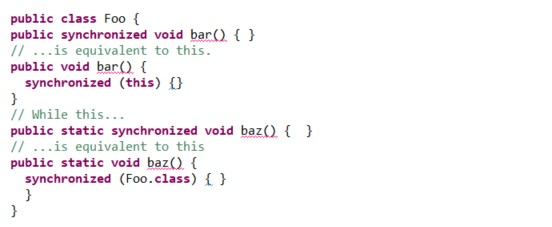 public class Foo {
public synchronized void bar() { }
// ...is equivalent to this.
public void bar() {
  synchronized (this) {}
}
// While this...
public static synchronized void baz() {  }
// ...is equivalent to this
public static void baz() {
  synchronized (Foo.class) { }
  }
}